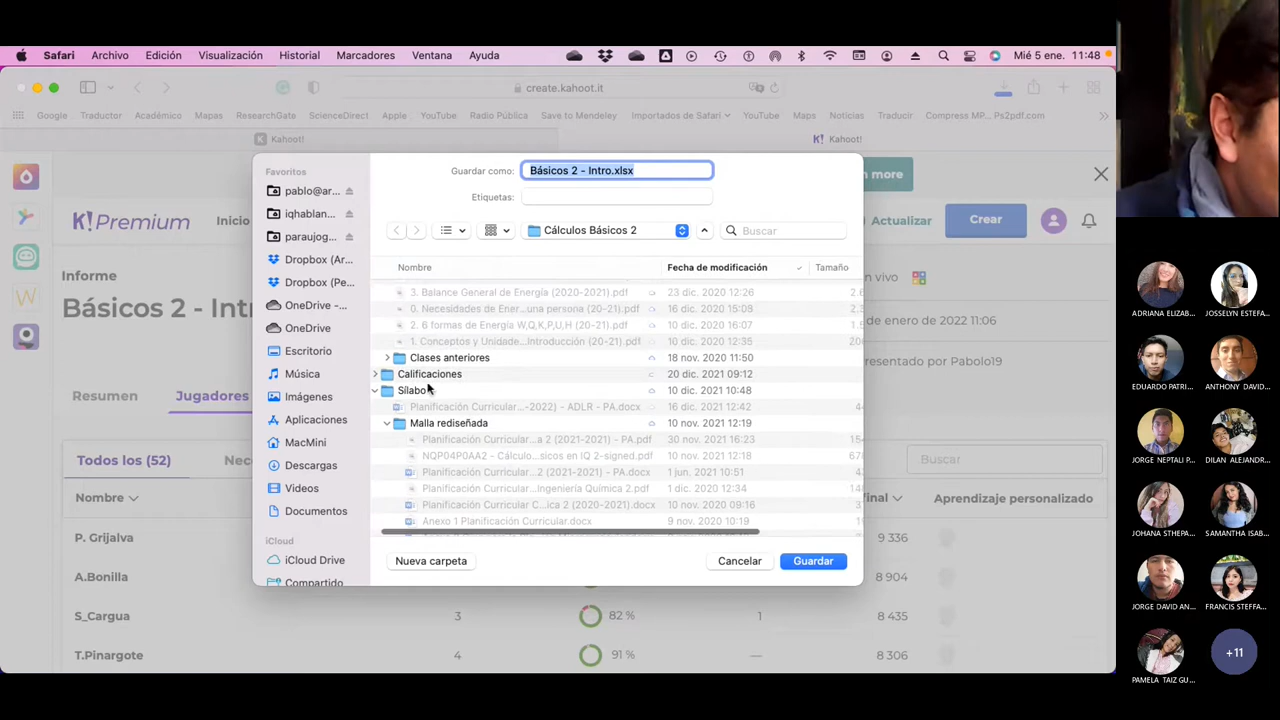 Safari Archivo Edición Visualización Historial Marcadores Ventana Ayuda Mié 5 ene. 11:48
create.kahoot.it
Google Traductor Académico Mapas ResearchGate ScienceDirect Apple YouTube Radio Pública Save to Mendeley Importados de Safari YouTube Maps Noticias Traducir Compress MP... Ps2pdf.com
Kahoot! Kahoot!
Favoritos
Guardar como: Básicos 2 - Intro.xlsx
n more
pablo@ar...
Etiquetas:
iqhablan...
K! Premium Inicio
Actualizar Crear
paraujog...
Cálculos Básicos 2 Buscar
Dropbox (Ar...
Nombre Fecha de modificación Tamaño
Informe
en vivo
Dropbox (Pe...
3. Balance General de Energía (2020-2021).pdf 23 dic. 2020 12:26 2.
Básicos 2 - Intr
OneDrive -...
0. Necesidades de Ener...una persona (20-21).pdf 16 dic. 2020 15:08 2.
de enero de 2022 11:06
OneDrive
2. 6 formas de Energía W,Q,K,P,U,H (20-21).pdf 10 dic. 2020 16:07
1. Conceptos y Unidade...Introducción (20-21).pdf 10 dic. 2020 12:35 20
Escritorio
Clases anteriores 18 nov. 2020 11:50
presentado por Pabolo19
Música
Calificaciones 20 dic. 2021 09:12
Sílabo 10 dic. 2021 10:48
Resumen Jugadores
Imágenes
Planificación Curricular...-2022) - ADLR - PA.docx 16 dic. 2021 12:42 4
Aplicaciones
Malla rediseñada 10 nov. 2021 12:19
MacMini
Planificación Curricular...a 2 (2021-2021) - PA.pdf 30 nov. 2021 16:23 15
NQP04P0AA2 - Cálculo...sicos en IQ 2-signed.pdf 10 nov. 2021 12:18 67
Todos los (52) Nec
Buscar
Descargas
Planificación Curricular...2 (2021-2021) - PA.docx 1 jun. 2021 10:51
Videos
Planificación Curricular...Ingeniería Química 2.pdf 1 dic. 2020 12:34 14
Nombre
final Aprendizaje personalizado
Documentos
Planificación C...ica 2 (2020-2021).docx 10 nov. 2020 09:16 3
Anexo 1 Planificación Curricular.docx 9 nov. 2020 10:19
P. Grijalva 9 336
iCloud
iCloud Drive
Nueva carpeta Cancelar Guardar
A.Bonilla 8 904
Compartido
S_Cargua 3 82 % 1 8 435
T.Pinargote 4 91 % — 8 306
ADRIANA ELIZAB... JOSSELYN ESTEFA...
EDUARDO PATRI... ANTHONY DAVID...
JORGE NEPTALI P... DILAN ALEJANDR...
JOHANA STHEPA... SAMANTHA ISAB...
JORGE DAVID AN... FRANCIS STEFFA...
PAMELA TAIZ GU... +11